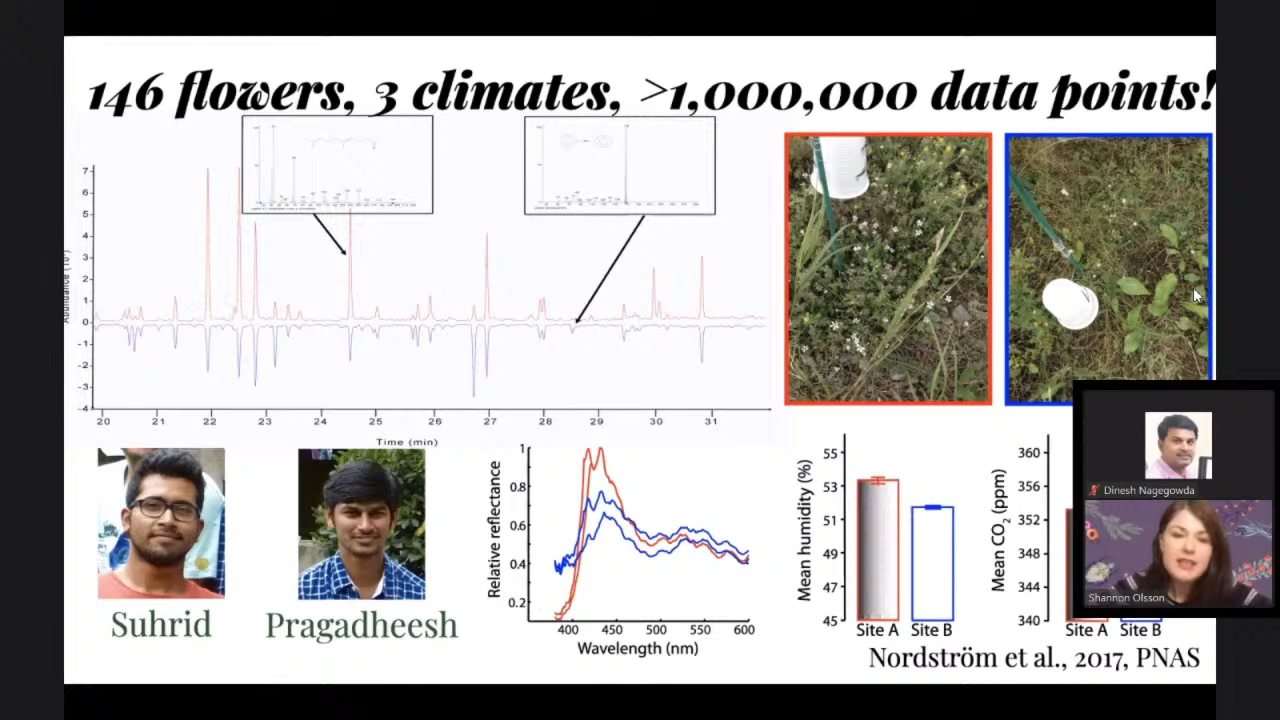 146 flowers, 3 climates, >1,000,000 data points!
7
6
5
4
3
2
1
0
-1
-2
-3
-4
20 21 22 23 24 25 26 27 28 29 30 31
Time (min)
Suhrid
Pragadheesh
Relative reflectance
1
0.8
0.6
0.4
0.2
400 450 500 550 600
Wavelength (nm)
Mean humidity (%)
55
53
51
49
47
45
Site A Site B
Mean CO2 (ppm)
360
356
352
348
344
340
Site A Site B
Nordström et al., 2017, PNAS
Dinesh Nagegowda
Shannon Olsson